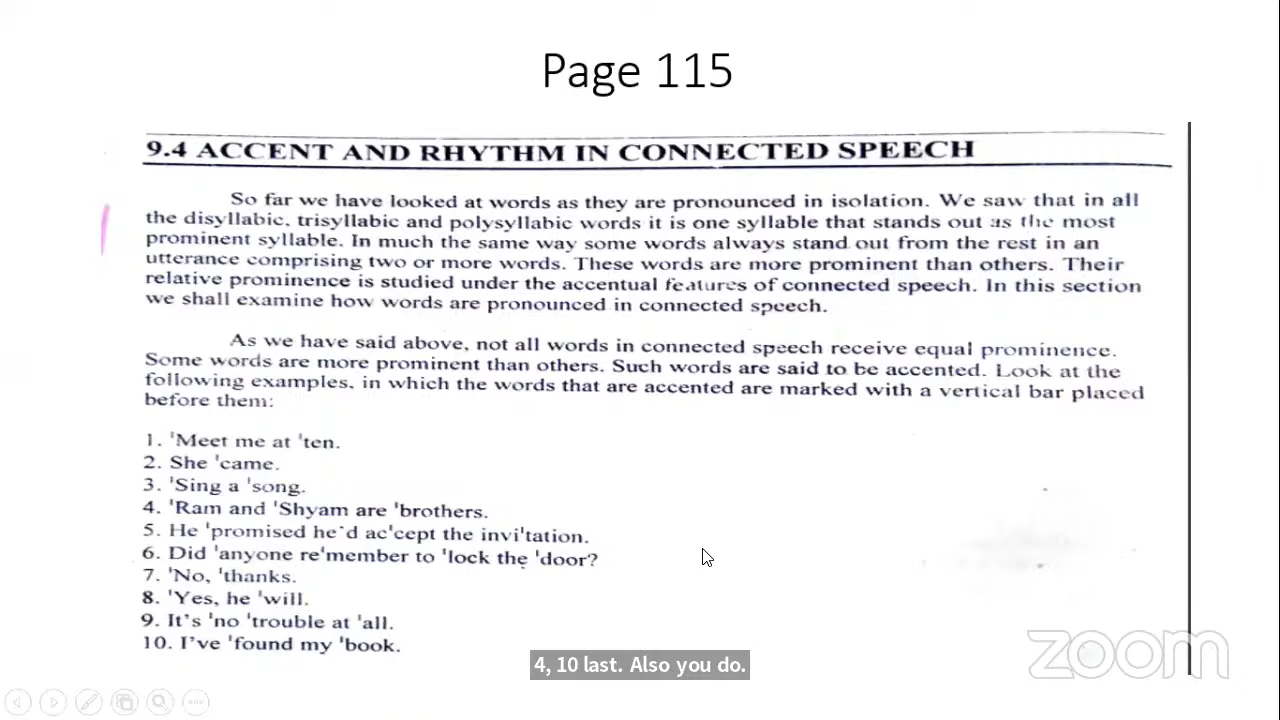 Page 115
9.4 ACCENT AND RHYTHM IN CONNECTED SPEECH
So far we have looked at words as they are pronounced in isolation. We saw that in all
the disyllabic, trisyllabic and polysyllabic words it is one syllable that stands out as the most
prominent syllable. In much the same way some words always stand out from the rest in an
utterance comprising two or more words. These words are more prominent than others. Their
relative prominence is studied under the accentual features of connected speech. In this section
we shall examine how words are pronounced in connected speech.
As we have said above, not all words in connected speech receive equal prominence.
Some words are more prominent than others. Such words are said to be accented. Look at the
following examples, in which the words that are accented are marked with a vertical bar placed
before them:
1. 'Meet me at 'ten.
2. She 'came.
3. 'Sing a 'song.
4. 'Ram and 'Shyam are 'brothers.
5. He 'promised he'd ac'cept the invi'tation.
6. Did 'anyone re'member to 'lock the 'door?
7. 'No, 'thanks.
8. 'Yes, he 'will.
9. It's 'no 'trouble at 'all.
10. I've 'found my 'book.
4, 10 last. Also you do.
zoom